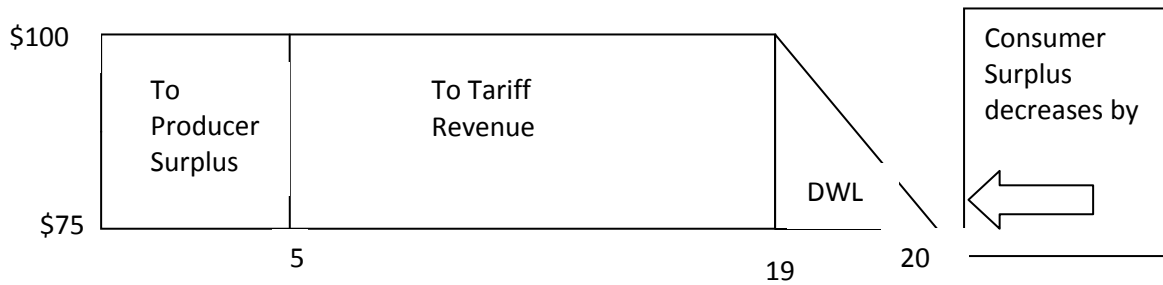 $100
To
Producer
Surplus
To Tariff
Revenue
Consumer
Surplus
decreases by
DWL
$75
5
19
20